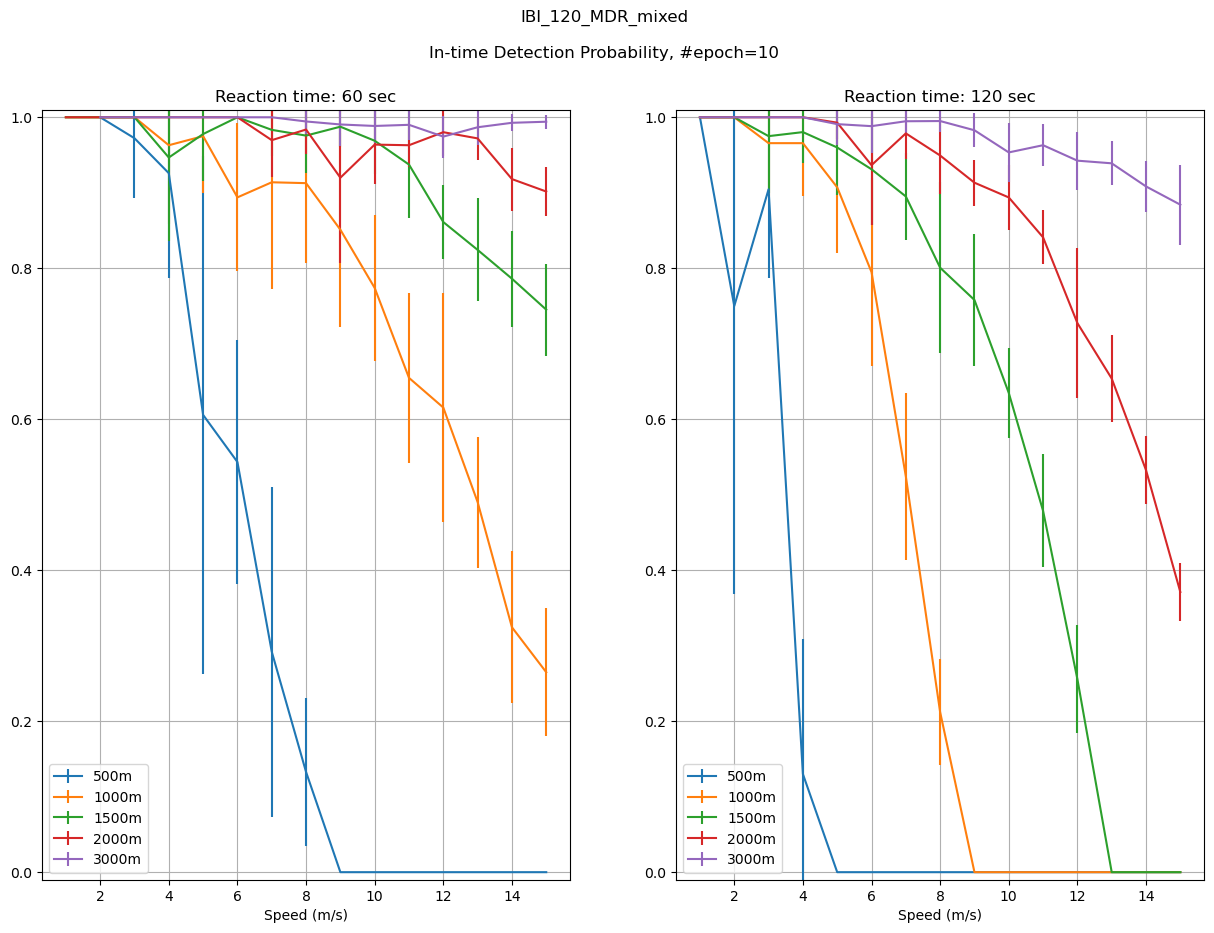 IBI_120_MDR_mixed
In-time Detection Probability, #epoch=10
Reaction time: 60 sec
1.0
0.8
0.6
0.4
0.2
0.0
500m
1000m
1500m
2000m
3000m
2 4 6 8 10 12 14
Speed (m/s)
Reaction time: 120 sec
1.0
0.8
0.6
0.4
0.2
0.0
500m
1000m
1500m
2000m
3000m
2 4 6 8 10 12 14
Speed (m/s)